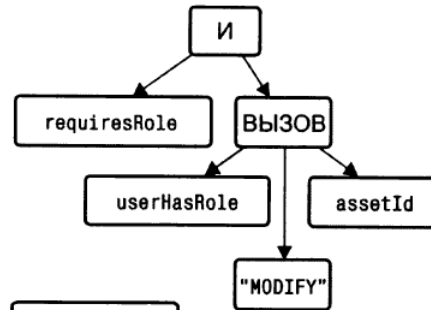 И
requiresRole
ВЫЗОВ
userHasRole
assetId
"MODIFY"